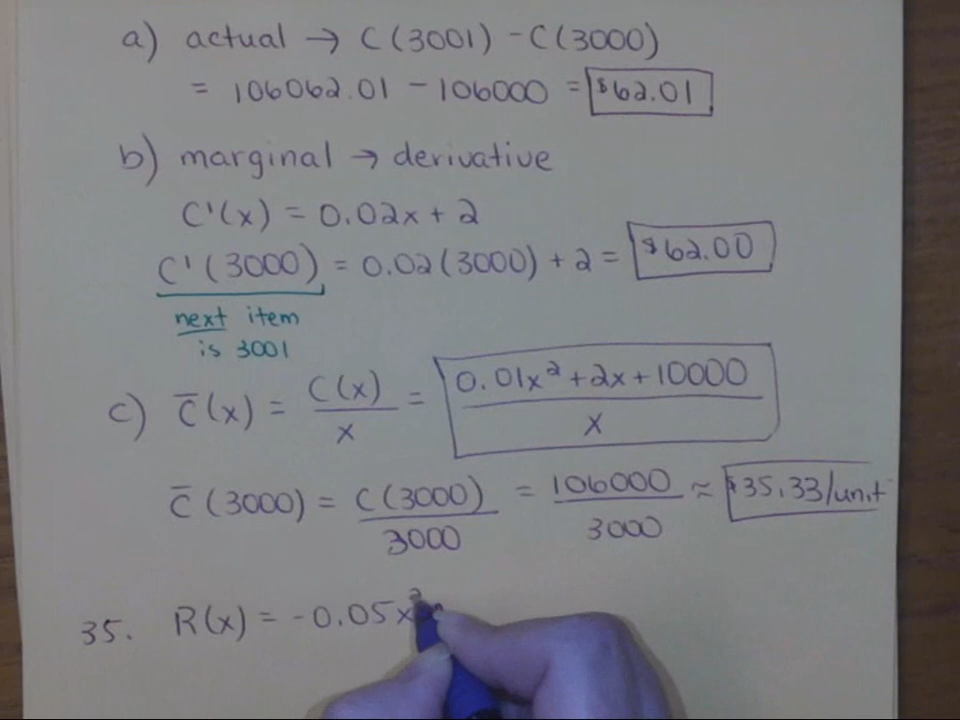 a) actual → C(3001) - C(3000)
= 106062.01 - 106000 = $62.01
b) marginal → derivative
C'(x) = 0.02x + 2
C'(3000) = 0.02(3000) + 2 = $62.00
next item
is 3001
c) C̅(x) = C(x)/x = (0.01x² + 2x + 10000)/x
C̅(3000) = C(3000)/3000 = 106000/3000 ≈ $35.33/unit
35. R(x) = -0.05x²